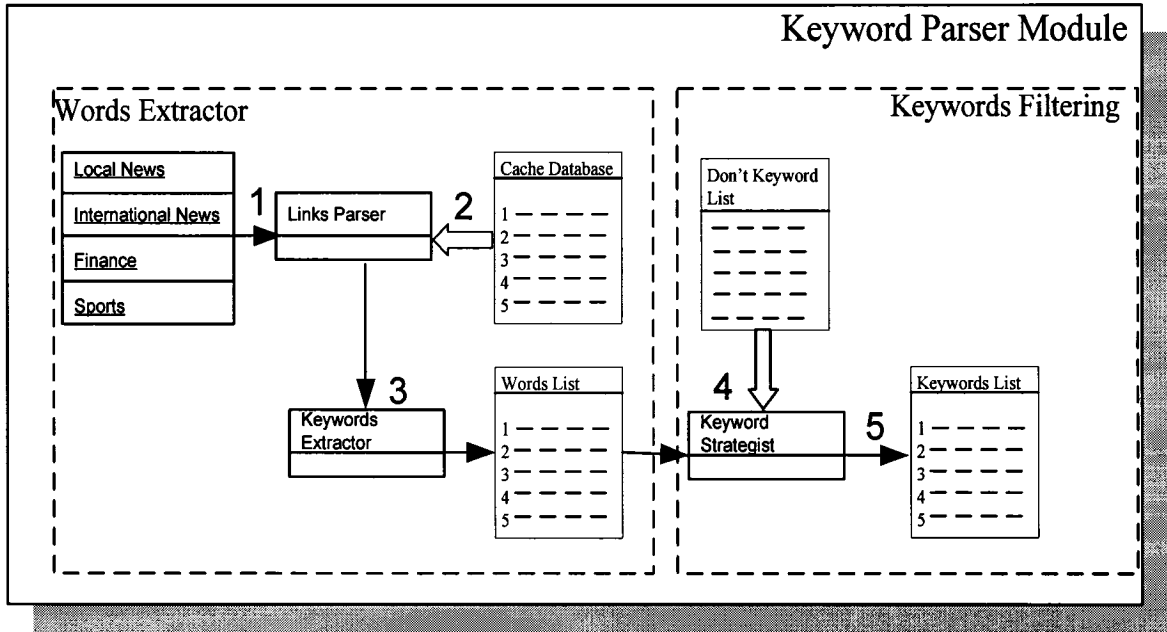 Keyword Parser Module
Words Extractor
Local News
International News
Finance
Sports
1
Links Parser
2
Cache Database
1
2
3
4
5
3
Keywords
Extractor
Words List
1
2
3
4
5
Keywords Filtering
Don't Keyword
List
4
Keyword
Strategist
5
Keywords List
1
2
3
4
5